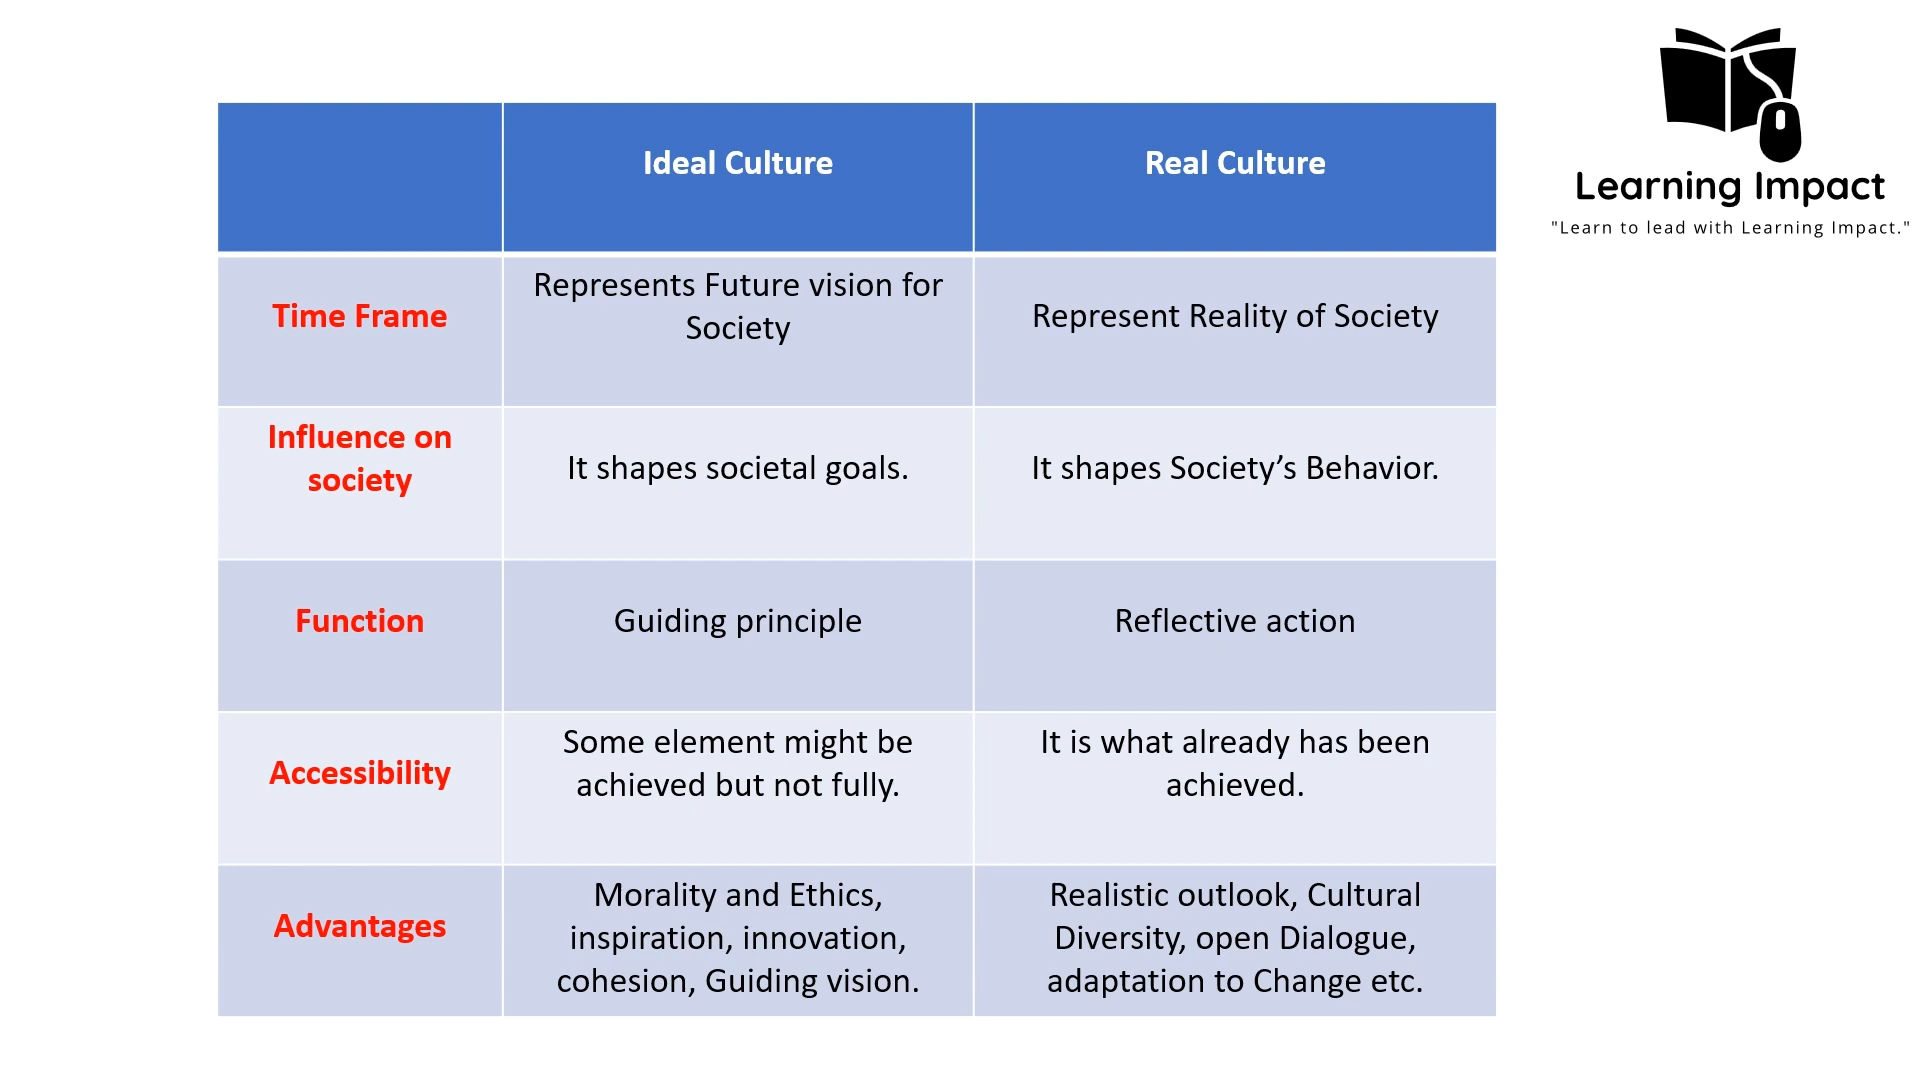 Learning Impact
"Learn to lead with Learning Impact."
Ideal Culture
Real Culture
Time Frame
Represents Future vision for
Society
Represent Reality of Society
Influence on
society
It shapes societal goals.
It shapes Society’s Behavior.
Function
Guiding principle
Reflective action
Accessibility
Some element might be
achieved but not fully.
It is what already has been
achieved.
Advantages
Morality and Ethics,
inspiration, innovation,
cohesion, Guiding vision.
Realistic outlook, Cultural
Diversity, open Dialogue,
adaptation to Change etc.